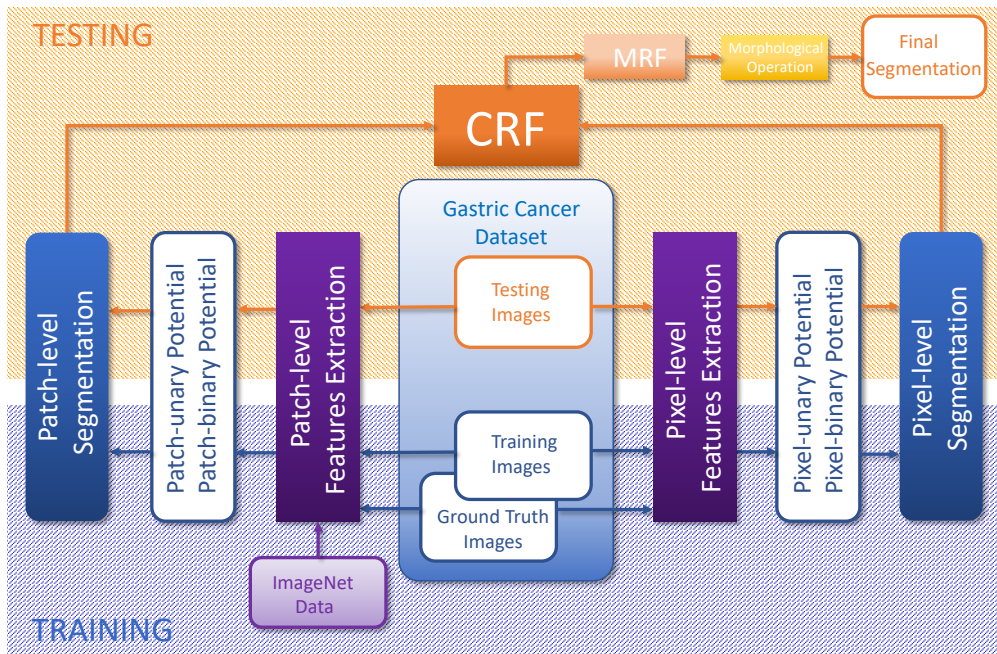 TESTING
MRF
Morphological
Operation
Final
Segmentation
CRF
Gastric Cancer
Dataset
Patch-level
Segmentation
Patch-unary Potential
Patch-binary Potential
Patch-level
Features Extraction
Testing
Images
Pixel-level
Features Extraction
Pixel-unary Potential
Pixel-binary Potential
Pixel-level
Segmentation
Training
Images
Ground Truth
Images
ImageNet
Data
TRAINING